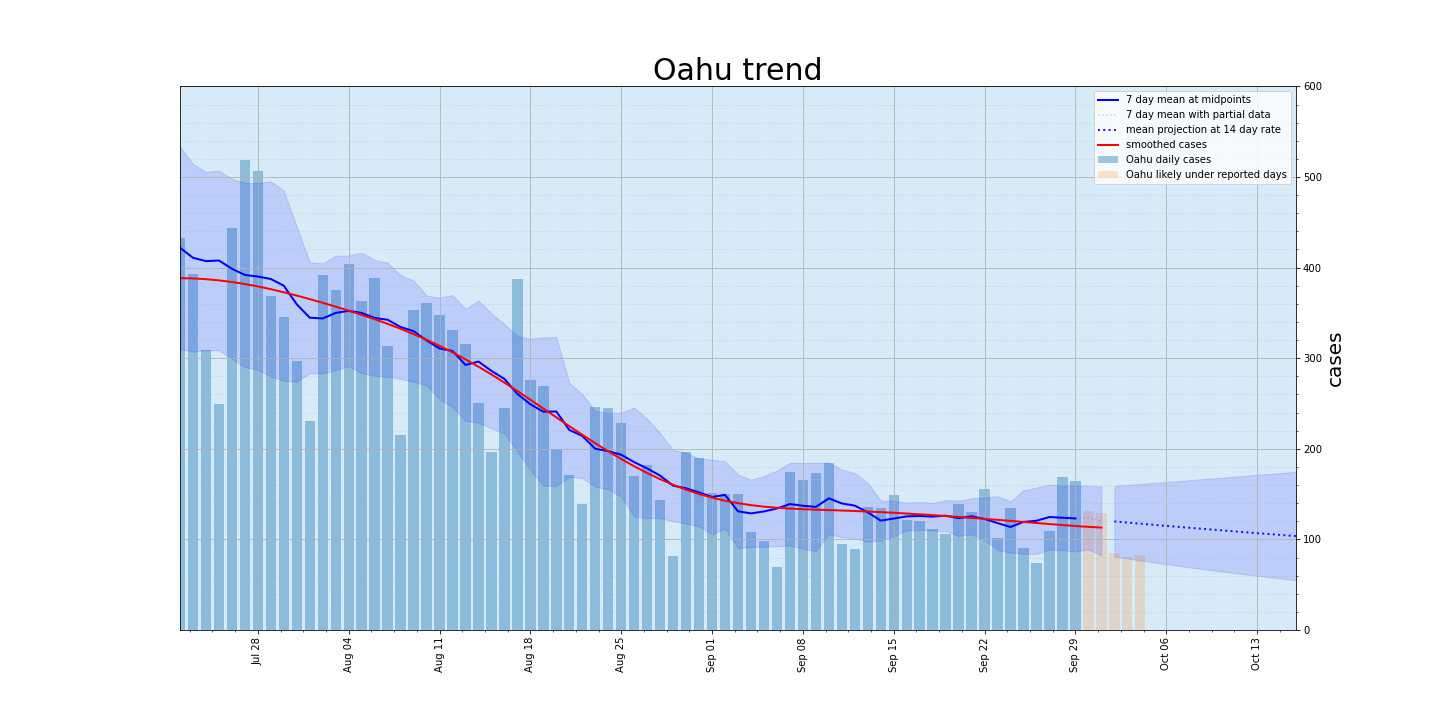 Oahu trend
7 day mean at midpoints
7 day mean with partial data
mean projection at 14 day rate
smoothed cases
Oahu daily cases
Oahu likely under reported days
600
500
400
300
200
100
0
cases
Jul 28
Aug 04
Aug 11
Aug 18
Aug 25
Sep 01
Sep 08
Sep 15
Sep 22
Sep 29
Oct 06
Oct 13